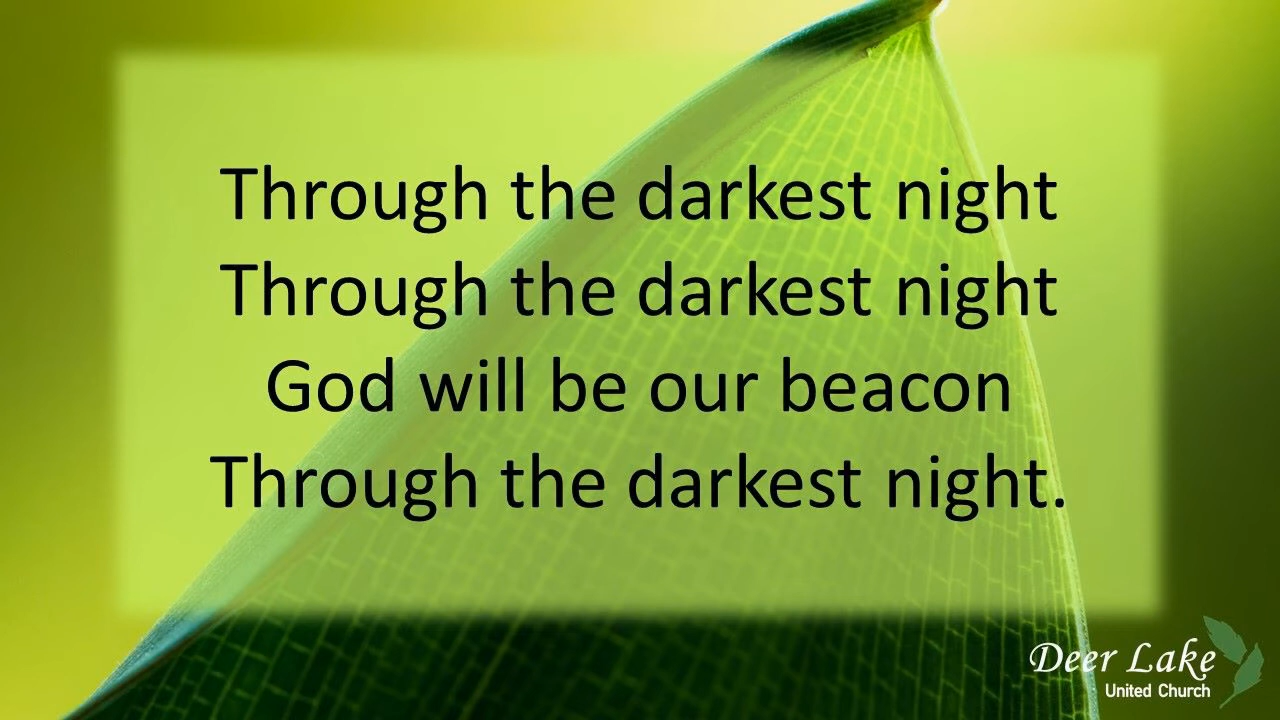 Through the darkest night
Through the darkest night
God will be our beacon
Through the darkest night.
Deer Lake
United Church